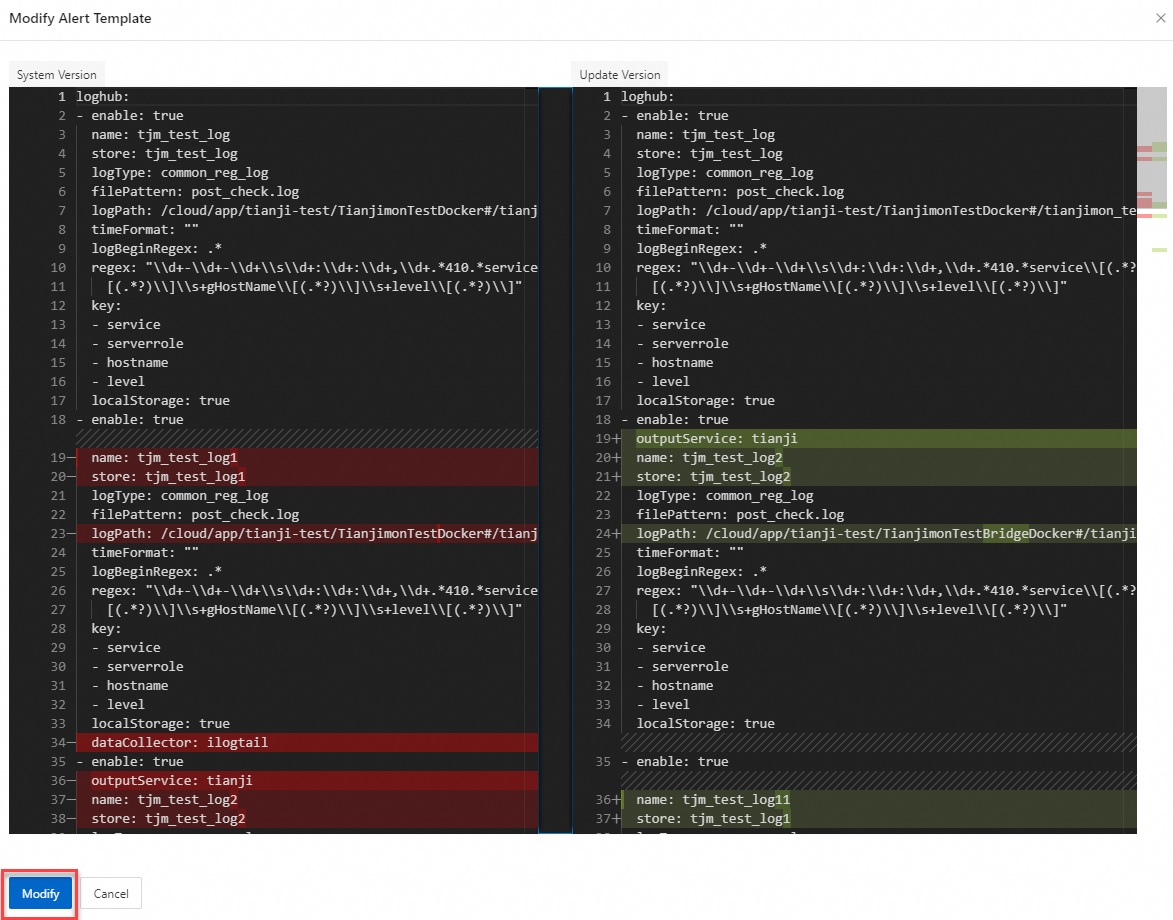 Modify Alert Template
System Version
1 loghub:
2 - enable: true
3 name: tjm_test_log
4 store: tjm_test_log
5 logType: common_reg_log
6 filePattern: post_check.log
7 logPath: /cloud/app/tianji-test/TianjimonTestDocker#/tianj
8 timeFormat: ""
9 logBeginRegex: .*
10 regex: "\\d+-\\d+-\\d+\\s\\d+:\\d+:\\d+,\\d+.*410.*service
11 [(.*?)\\]\\s+gHostName\\[(.*?)\\]\\s+level\\[(.*?)\\]"
12 key:
13 - service
14 - serverrole
15 - hostname
16 - level
17 localStorage: true
18 - enable: true
19- name: tjm_test_log1
20- store: tjm_test_log1
21 logType: common_reg_log
22 filePattern: post_check.log
23- logPath: /cloud/app/tianji-test/TianjimonTestDocker#/tianj
24 timeFormat: ""
25 logBeginRegex: .*
26 regex: "\\d+-\\d+-\\d+\\s\\d+:\\d+:\\d+,\\d+.*410.*service
27 [(.*?)\\]\\s+gHostName\\[(.*?)\\]\\s+level\\[(.*?)\\]"
28 key:
29 - service
30 - serverrole
31 - hostname
32 - level
33 localStorage: true
34- dataCollector: ilogtail
35 - enable: true
36- outputService: tianji
37- name: tjm_test_log2
38- store: tjm_test_log2
Update Version
1 loghub:
2 - enable: true
3 name: tjm_test_log
4 store: tjm_test_log
5 logType: common_reg_log
6 filePattern: post_check.log
7 logPath: /cloud/app/tianji-test/TianjimonTestDocker#/tianjimon_te
8 timeFormat: ""
9 logBeginRegex: .*
10 regex: "\\d+-\\d+-\\d+\\s\\d+:\\d+:\\d+,\\d+.*410.*service\\[(.*?
11 [(.*?)\\]\\s+gHostName\\[(.*?)\\]\\s+level\\[(.*?)\\]"
12 key:
13 - service
14 - serverrole
15 - hostname
16 - level
17 localStorage: true
18 - enable: true
19+ outputService: tianji
20+ name: tjm_test_log2
21+ store: tjm_test_log2
22 logType: common_reg_log
23 filePattern: post_check.log
24+ logPath: /cloud/app/tianji-test/TianjimonTestBridgeDocker#/tianji
25 timeFormat: ""
26 logBeginRegex: .*
27 regex: "\\d+-\\d+-\\d+\\s\\d+:\\d+:\\d+,\\d+.*410.*service\\[(.*?
28 [(.*?)\\]\\s+gHostName\\[(.*?)\\]\\s+level\\[(.*?)\\]"
29 key:
30 - service
31 - serverrole
32 - hostname
33 - level
34 localStorage: true
35 - enable: true
36+ name: tjm_test_log11
37+ store: tjm_test_log1
Modify
Cancel